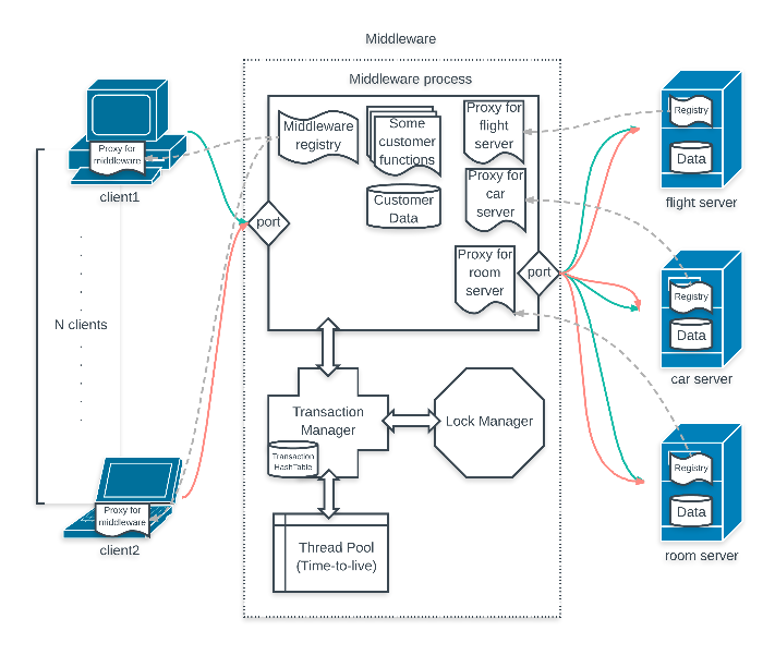 Middleware
Middleware process
Proxy for
middleware
client1
N clients
Proxy for
middleware
client2
Middleware
registry
Some
customer
functions
Customer
Data
Proxy for
flight
server
Proxy for
car
server
Proxy for
room
server
port
port
Transaction
Manager
Transaction
HashTable
Lock Manager
Thread Pool
(Time-to-live)
Registry
Data
flight server
Registry
Data
car server
Registry
Data
room server